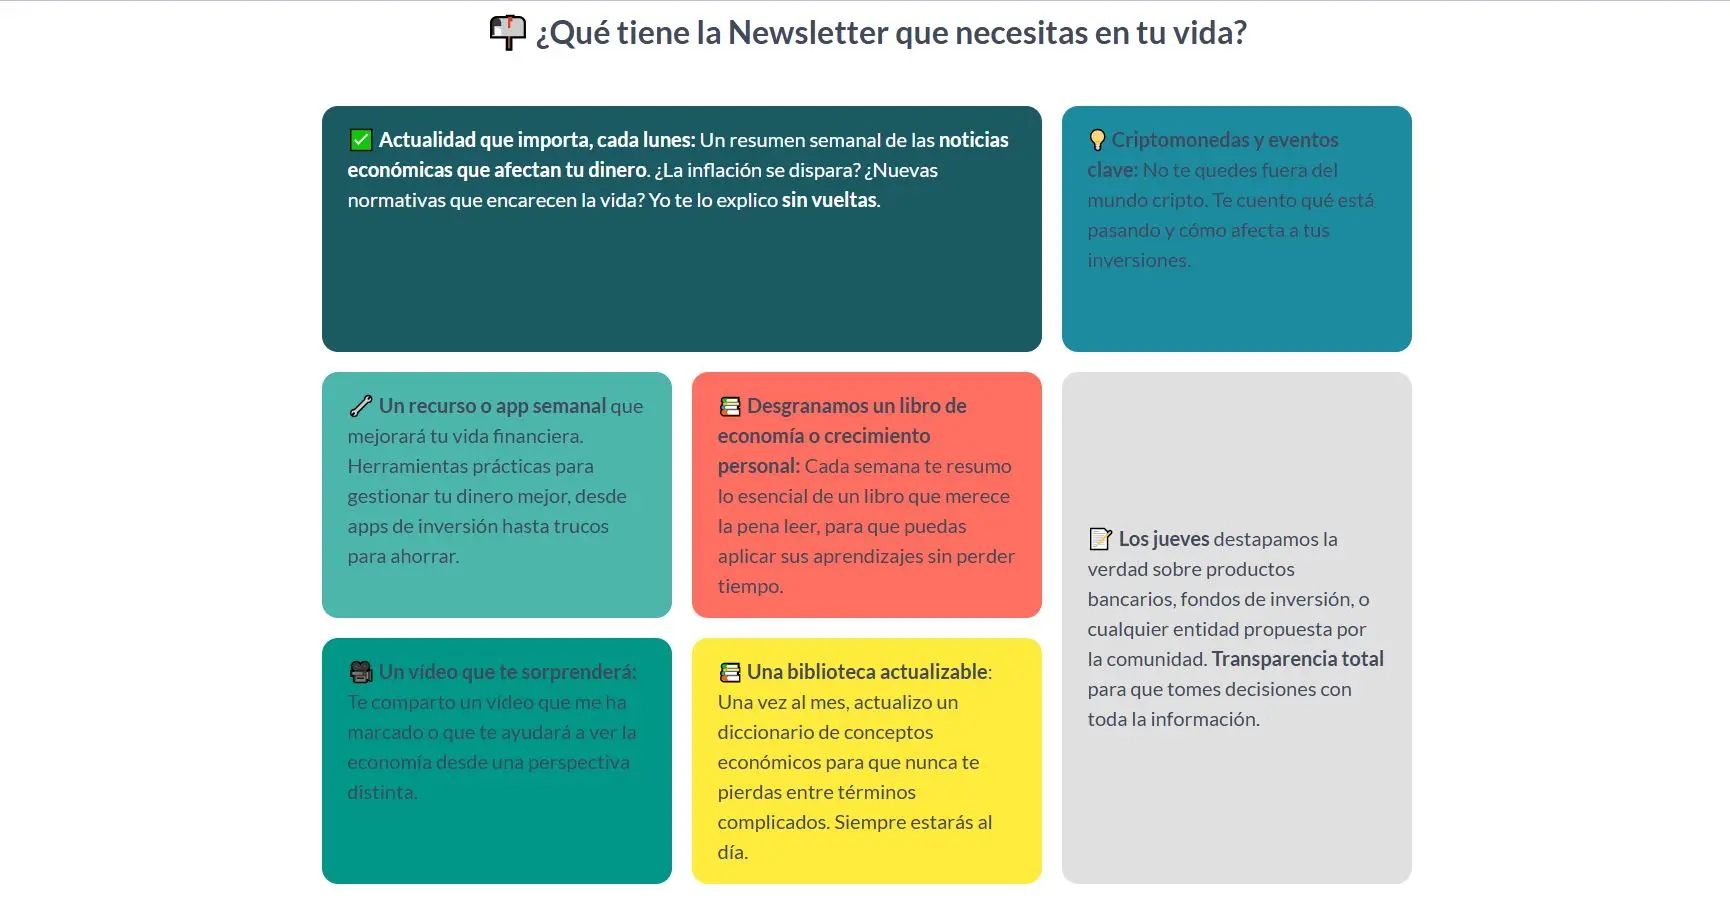 ¿Qué tiene la Newsletter que necesitas en tu vida?
Actualidad que importa, cada lunes: Un resumen semanal de las noticias
económicas que afectan tu dinero. ¿La inflación se dispara? ¿Nuevas
normativas que encarecen la vida? Yo te lo explico sin vueltas.
Criptomonedas y eventos
clave: No te quedes fuera del
mundo cripto. Te cuento qué está
pasando y cómo afecta a tus
inversiones.
Un recurso o app semanal que
mejorará tu vida financiera.
Herramientas prácticas para
gestionar tu dinero mejor, desde
apps de inversión hasta trucos
para ahorrar.
Desgranamos un libro de
economía o crecimiento
personal: Cada semana te resumo
lo esencial de un libro que merece
la pena leer, para que puedas
aplicar sus aprendizajes sin perder
tiempo.
Los jueves destapamos la
verdad sobre productos
bancarios, fondos de inversión, o
cualquier entidad propuesta por
la comunidad. Transparencia total
para que tomes decisiones con
toda la información.
Un vídeo que te sorprenderá:
Te comparto un vídeo que me ha
marcado o que te ayudará a ver la
economía desde una perspectiva
distinta.
Una biblioteca actualizable:
Una vez al mes, actualizo un
diccionario de conceptos
económicos para que nunca te
pierdas entre términos
complicados. Siempre estarás al
día.